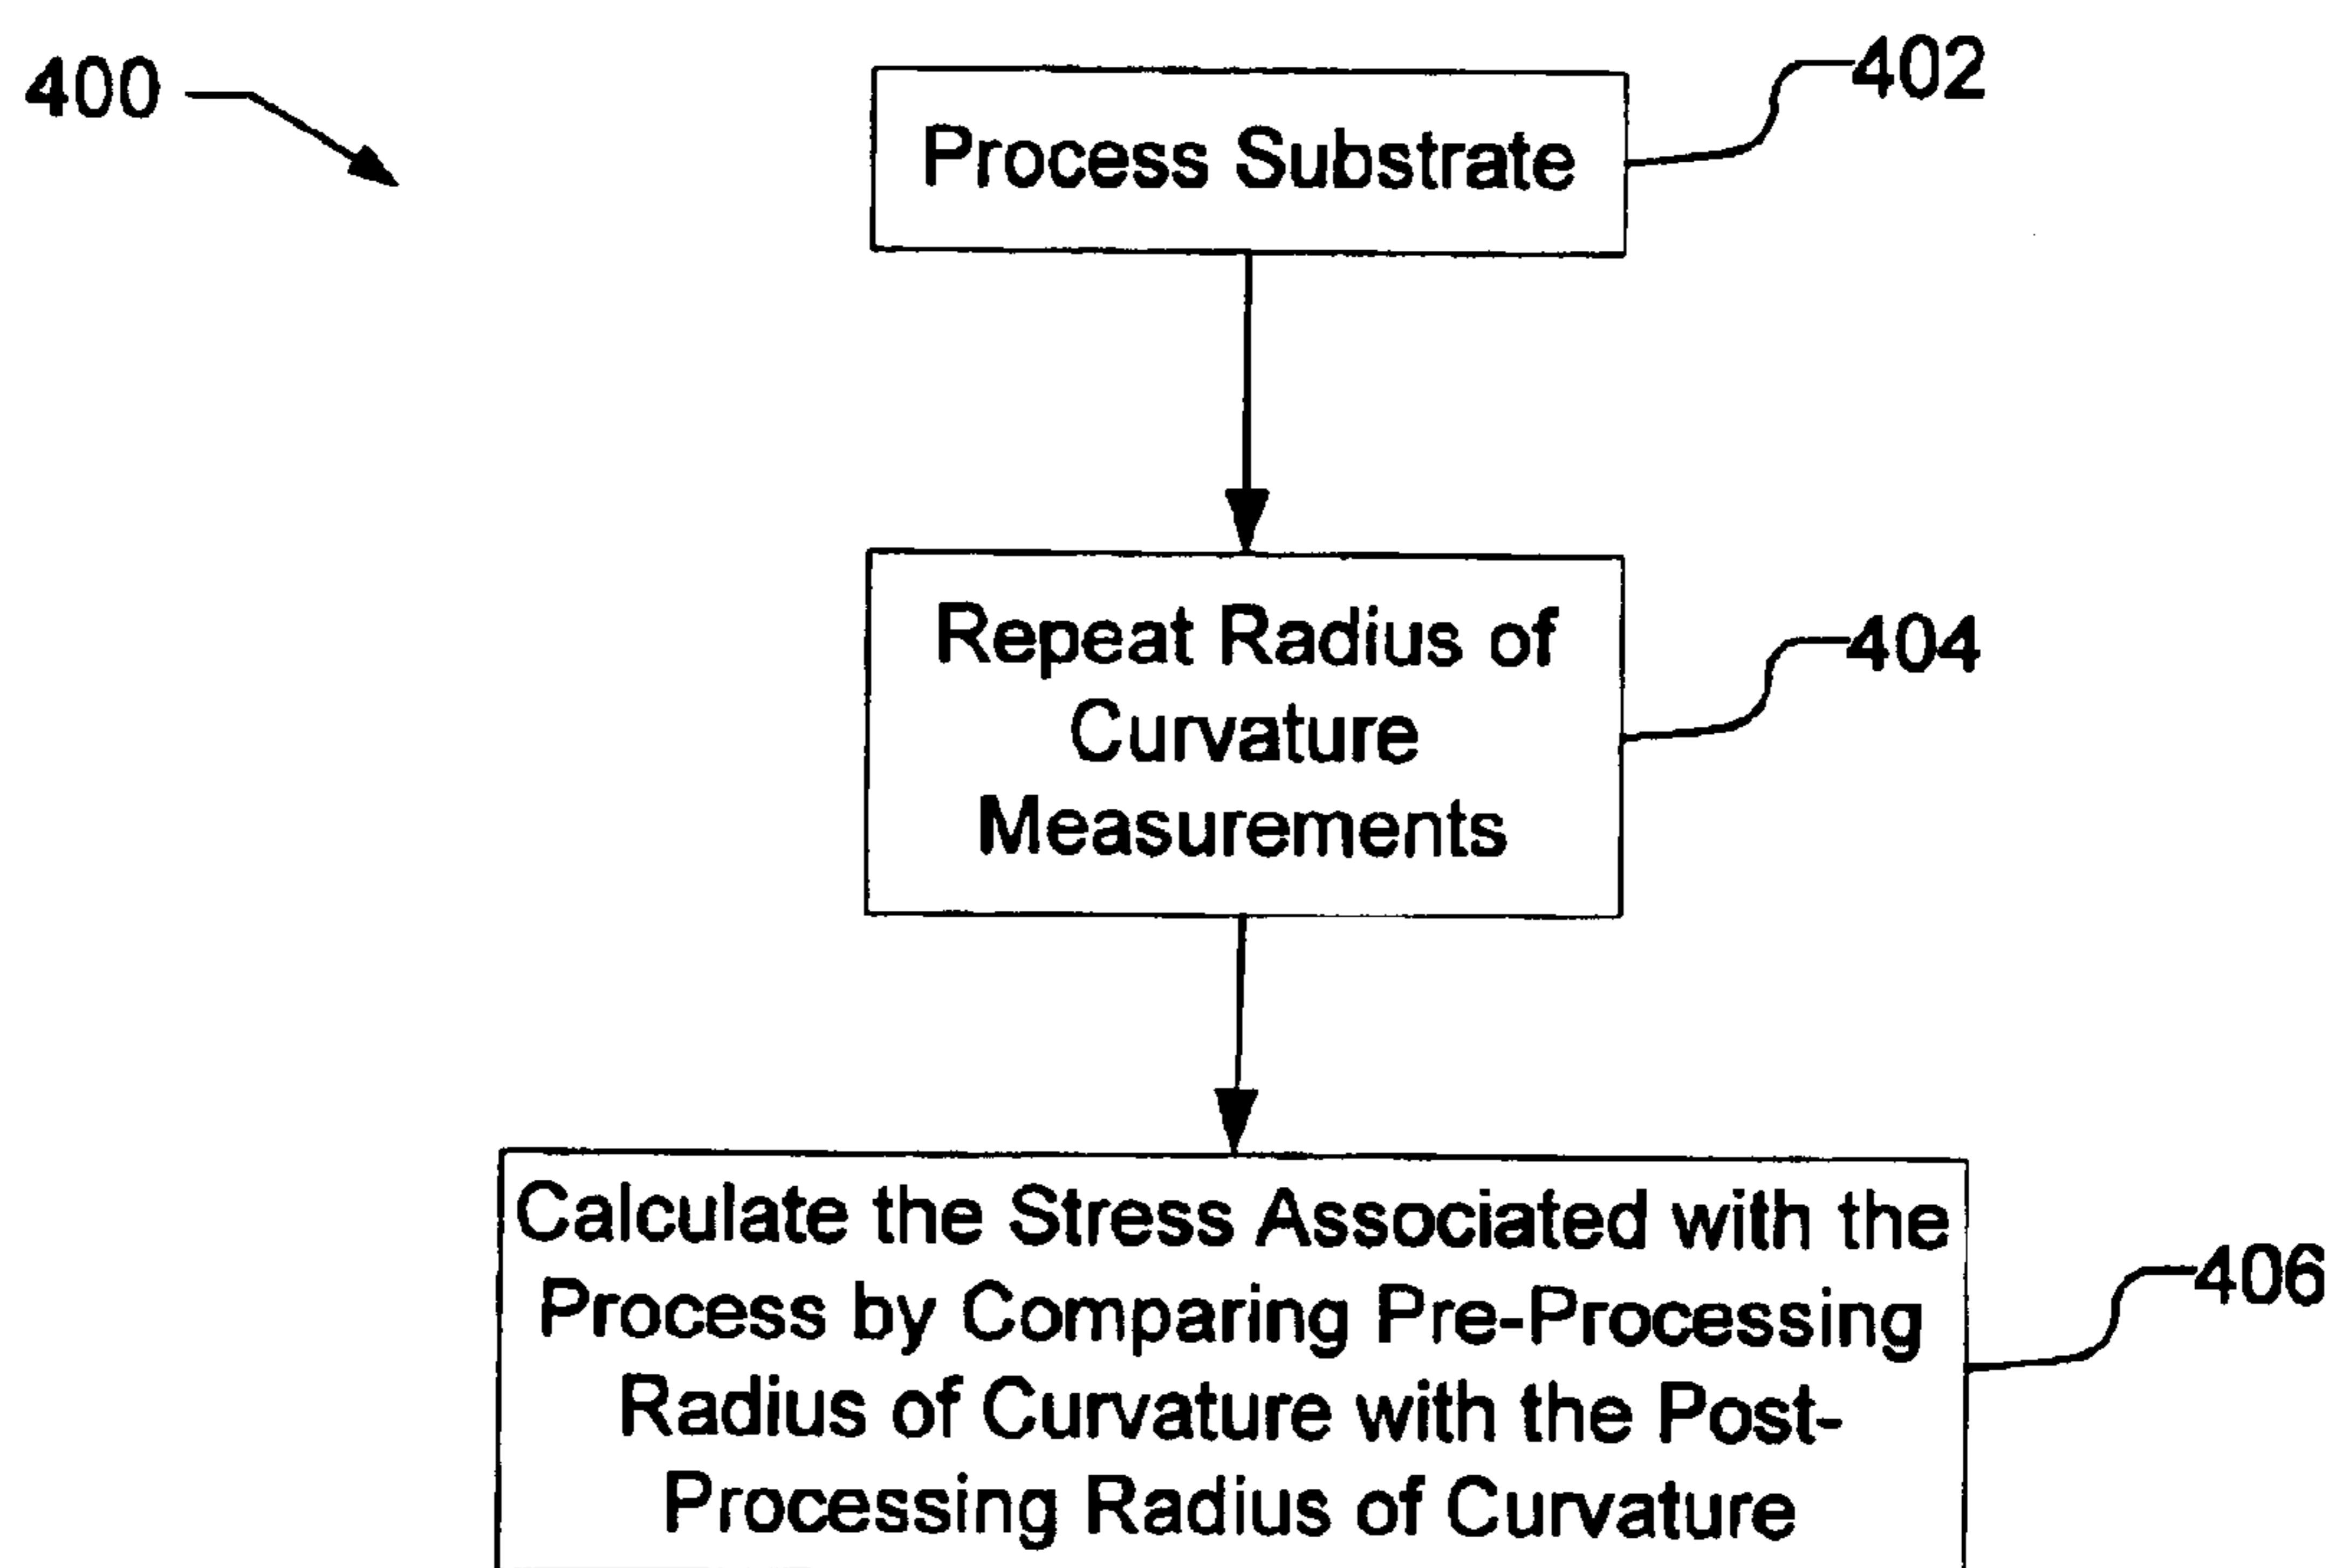 400
402
Process Substrate
Repeat Radius of
Curvature
Measurements
404
Calculate the Stress Associated with the
Process by Comparing Pre-Processing
Radius of Curvature with the Post-
Processing Radius of Curvature
406